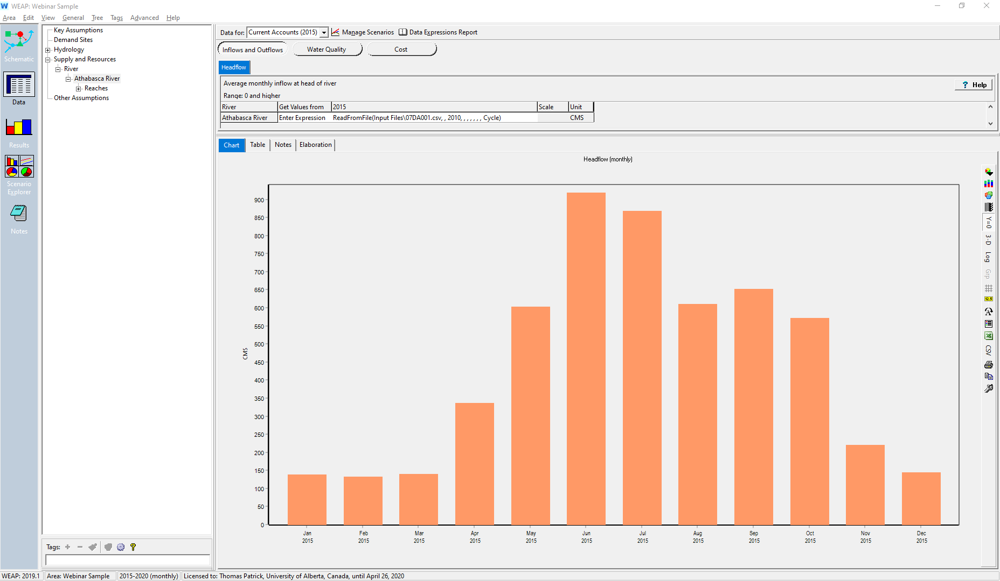 WEAP: Webinar Sample
Area Edit View General Tree Tags Advanced Help
Schematic
Data
Results
Scenario
Explorer
Notes
Key Assumptions
Demand Sites
Hydrology
Supply and Resources
River
Athabasca River
Reaches
Other Assumptions
Tags:
Data for: Current Accounts (2015) Manage Scenarios Data Expressions Report
Inflows and Outflows Water Quality Cost
Headflow
Average monthly inflow at head of river
Help
Range: 0 and higher
River Get Values from 2015 Scale Unit
Athabasca River Enter Expression ReadFromFile(Input Files\07DA001.csv, , 2010, , , , , , , Cycle) CMS
Chart Table Notes Elaboration
Headflow (monthly)
900
850
800
750
700
650
600
550
500
450
400
350
300
250
200
150
100
50
0
CMS
Jan Feb Mar Apr May Jun Jul Aug Sep Oct Nov Dec
2015 2015 2015 2015 2015 2015 2015 2015 2015 2015 2015 2015
Y=0
3-D
Log
Grp
12.5
A
CSV
WEAP: 2019.1 Area: Webinar Sample 2015-2020 (monthly) Licensed to: Thomas Patrick, University of Alberta, Canada, until April 26, 2020